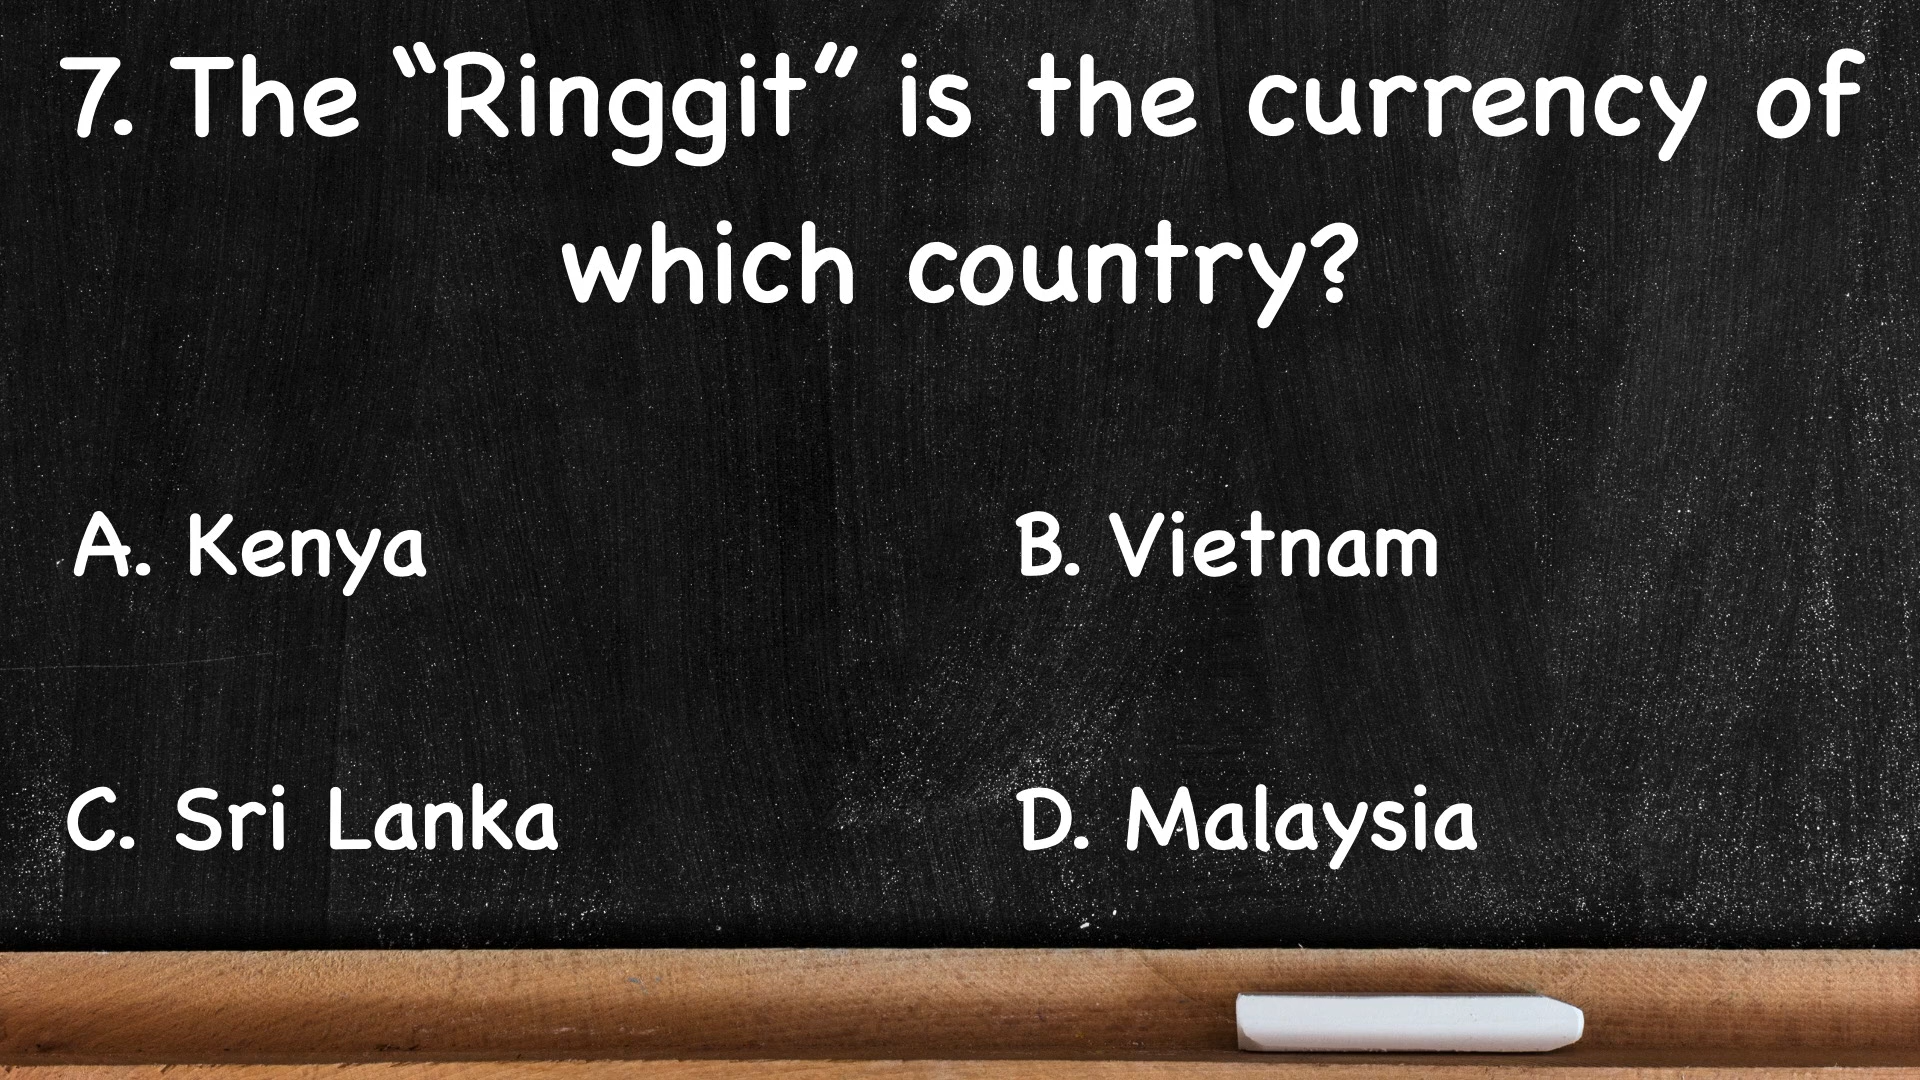 7. The “Ringgit” is the currency of
which country?
A. Kenya
B. Vietnam
C. Sri Lanka
D. Malaysia